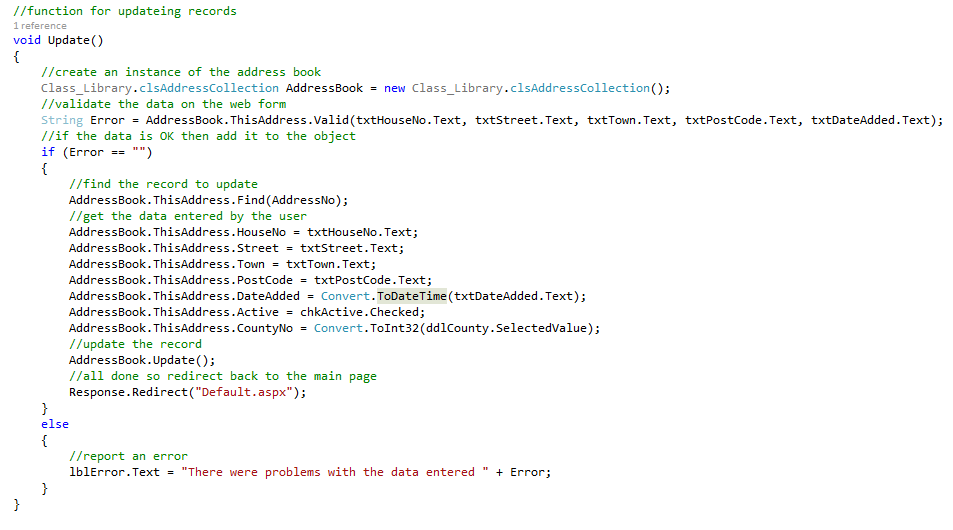 //function for updateing records
1 reference
void Update()
{
    //create an instance of the address book
    Class_Library.clsAddressCollection AddressBook = new Class_Library.clsAddressCollection();
    //validate the data on the web form
    String Error = AddressBook.ThisAddress.Valid(txtHouseNo.Text, txtStreet.Text, txtTown.Text, txtPostCode.Text, txtDateAdded.Text);
    //if the data is OK then add it to the object
    if (Error == "")
    {
        //find the record to update
        AddressBook.ThisAddress.Find(AddressNo);
        //get the data entered by the user
        AddressBook.ThisAddress.HouseNo = txtHouseNo.Text;
        AddressBook.ThisAddress.Street = txtStreet.Text;
        AddressBook.ThisAddress.Town = txtTown.Text;
        AddressBook.ThisAddress.PostCode = txtPostCode.Text;
        AddressBook.ThisAddress.DateAdded = Convert.ToDateTime(txtDateAdded.Text);
        AddressBook.ThisAddress.Active = chkActive.Checked;
        AddressBook.ThisAddress.CountyNo = Convert.ToInt32(ddlCounty.SelectedValue);
        //update the record
        AddressBook.Update();
        //all done so redirect back to the main page
        Response.Redirect("Default.aspx");
    }
    else
    {
        //report an error
        lblError.Text = "There were problems with the data entered " + Error;
    }
}